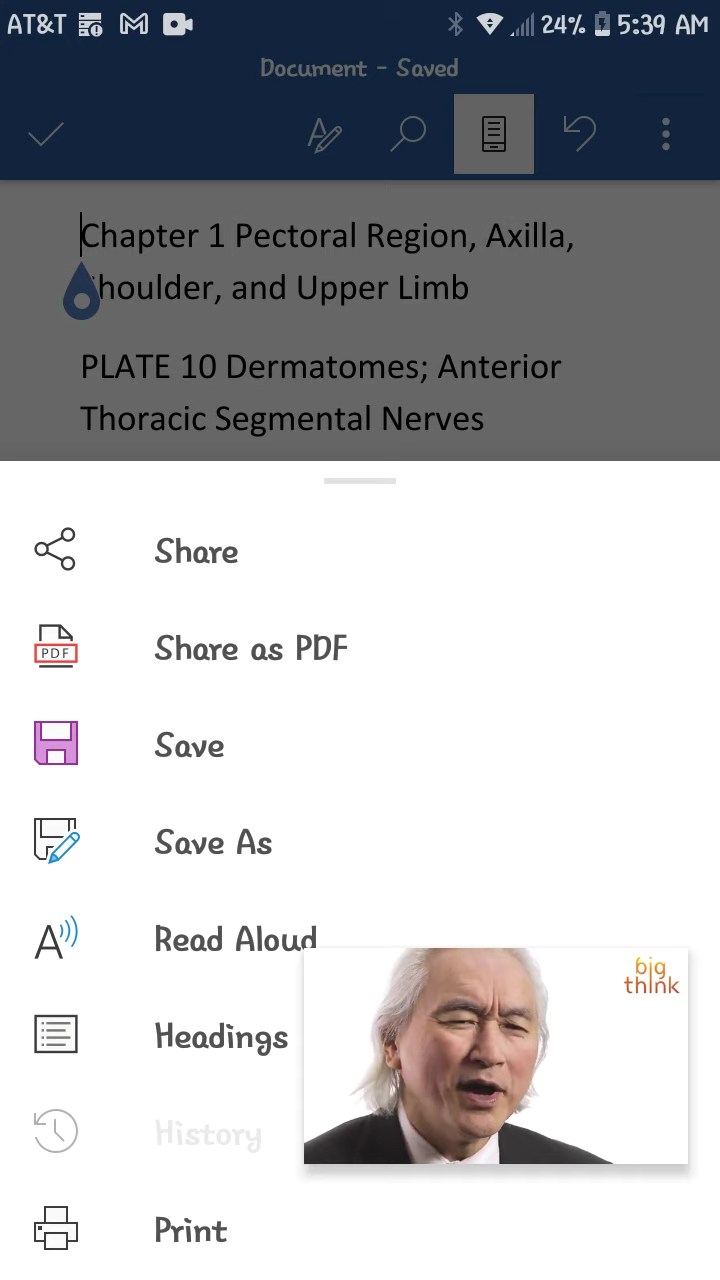 AT&T 24% 5:39 AM
Document - Saved
Chapter 1 Pectoral Region, Axilla,
Shoulder, and Upper Limb
PLATE 10 Dermatomes; Anterior
Thoracic Segmental Nerves
Share
PDF
Share as PDF
Save
Save As
Read Aloud
big
think
Headings
History
Print